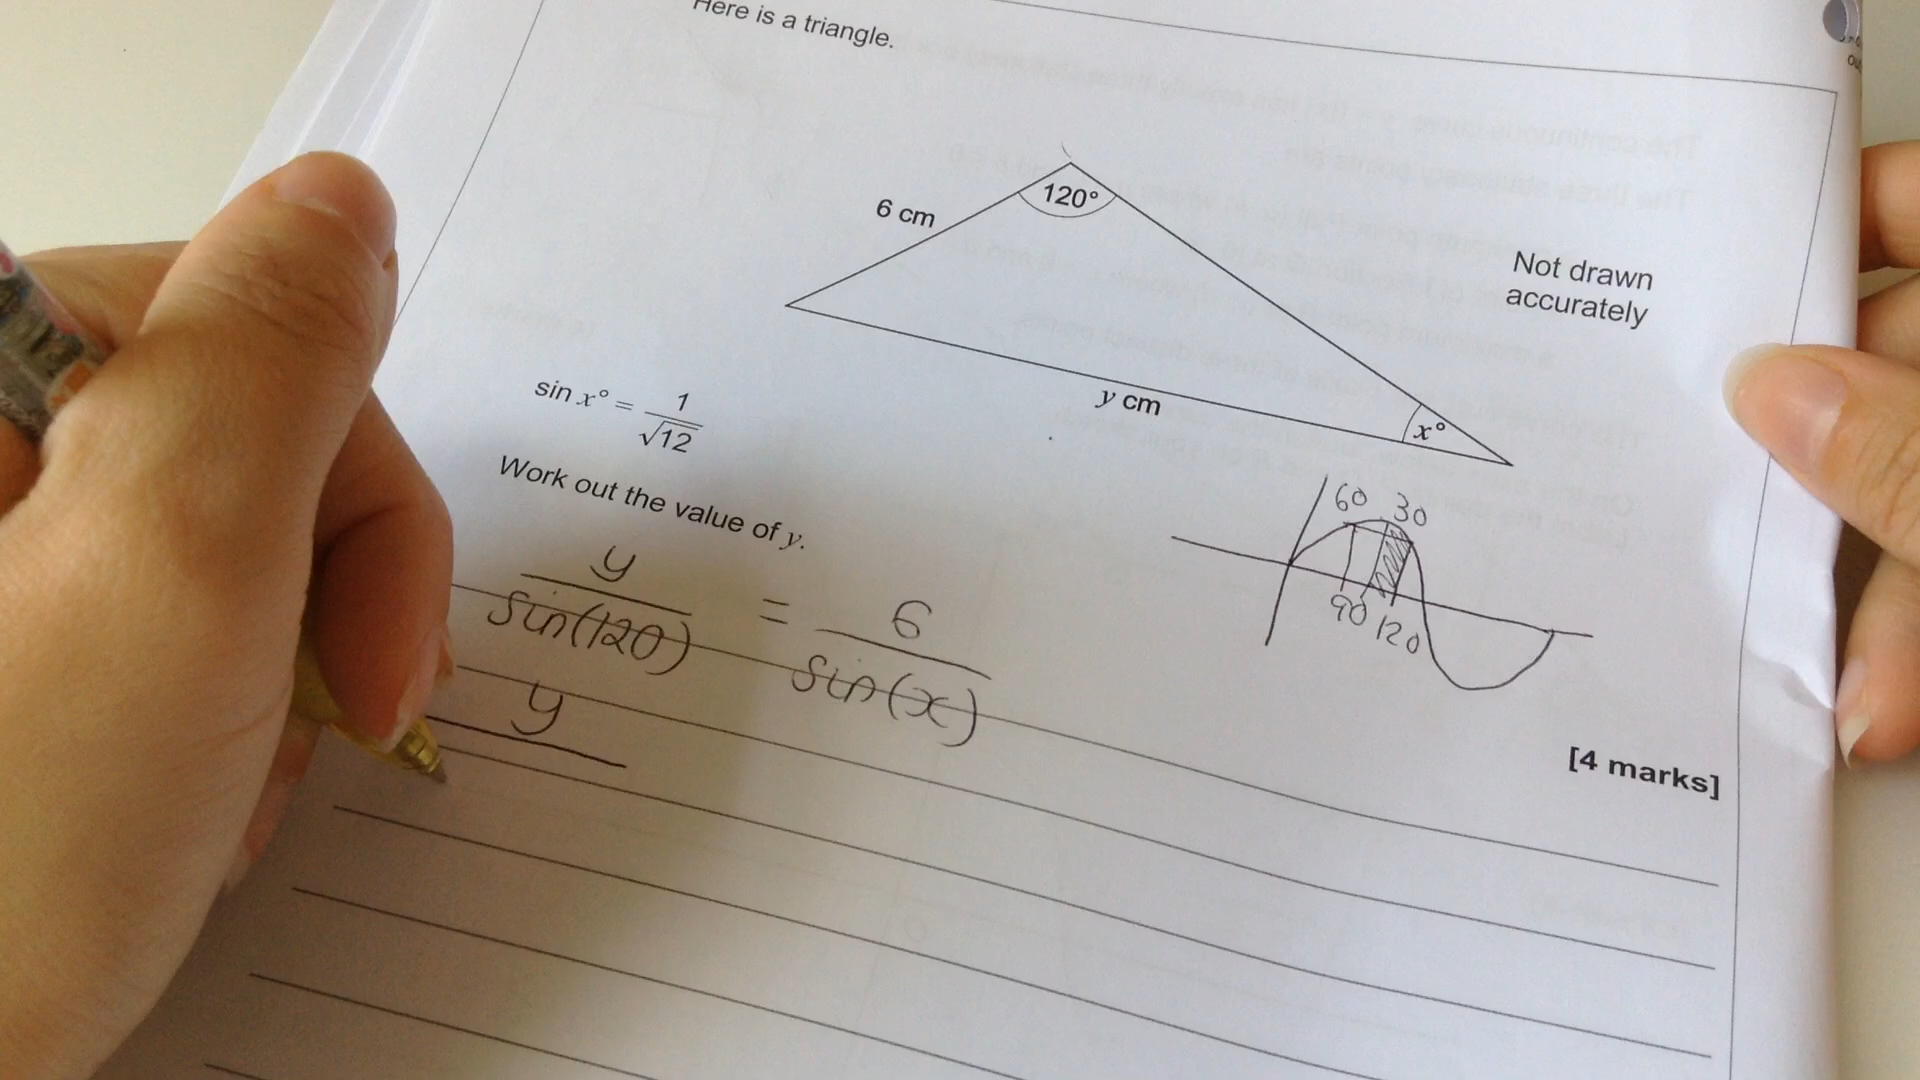 Here is a triangle.
120°
6 cm
Not drawn
accurately
y cm
x°
sin x° = 1/√12
Work out the value of y.
60 30
90 120
y/sin(120) = 6/sin(x)
[4 marks]
y